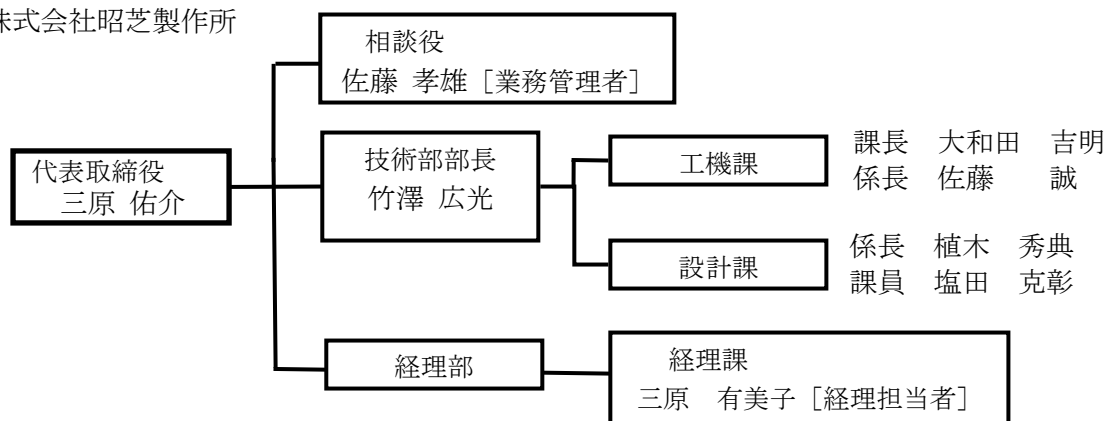 株式会社昭芝製作所
相談役
佐藤 孝雄［業務管理者］
代表取締役
三原 佑介
技術部部長
竹澤 広光
工機課
課長 大和田 吉明
係長 佐藤 誠
設計課
係長 植木 秀典
課員 塩田 克彰
経理部
経理課
三原 有美子［経理担当者］